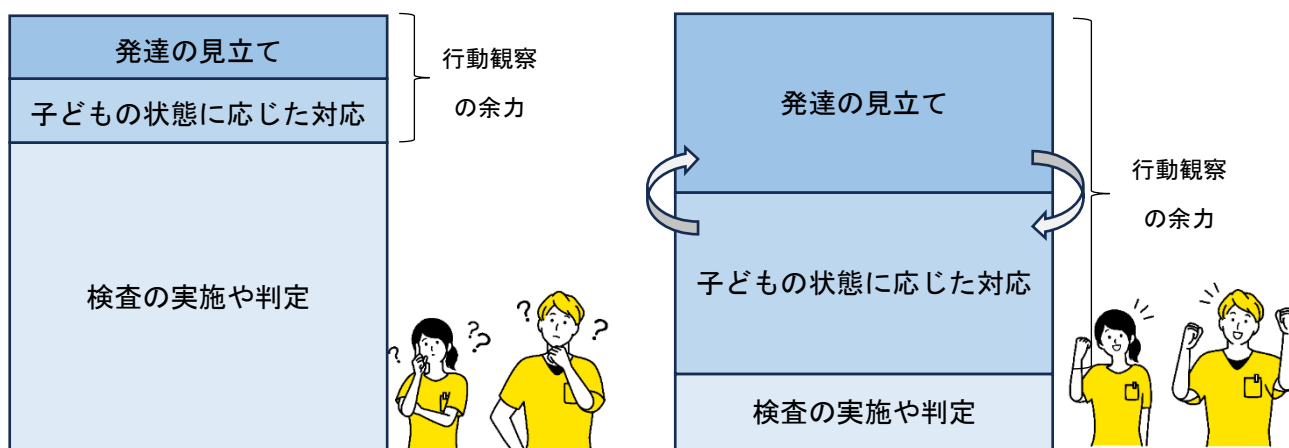 発達の見立て
子どもの状態に応じた対応
検査の実施や判定
行動観察
の余力
? ? ? ? ?
発達の見立て
子どもの状態に応じた対応
検査の実施や判定
行動観察
の余力